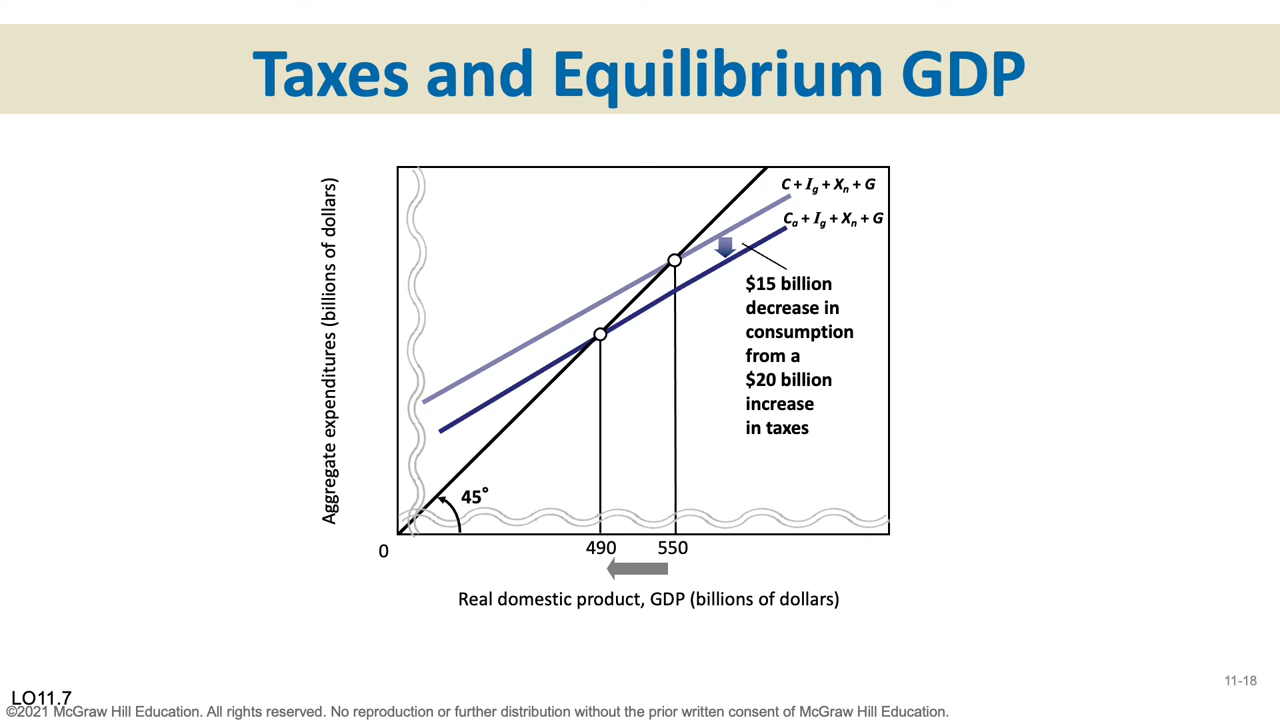 Taxes and Equilibrium GDP
Aggregate expenditures (billions of dollars)
C + Ig + Xn + G
Ca + Ig + Xn + G
$15 billion
decrease in
consumption
from a
$20 billion
increase
in taxes
45°
0
490
550
Real domestic product, GDP (billions of dollars)
11-18
LO11.7
©2021 McGraw Hill Education. All rights reserved. No reproduction or further distribution without the prior written consent of McGraw Hill Education.